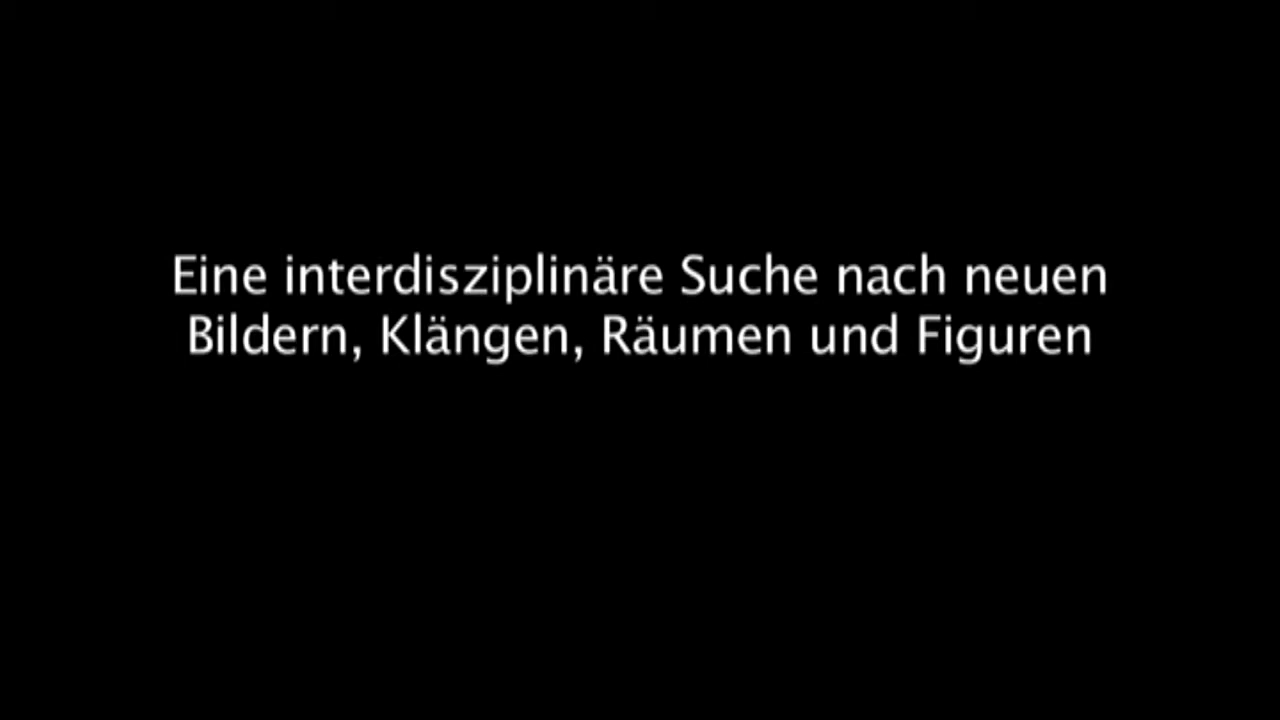 Eine interdisziplinäre Suche nach neuen
Bildern, Klängen, Räumen und Figuren